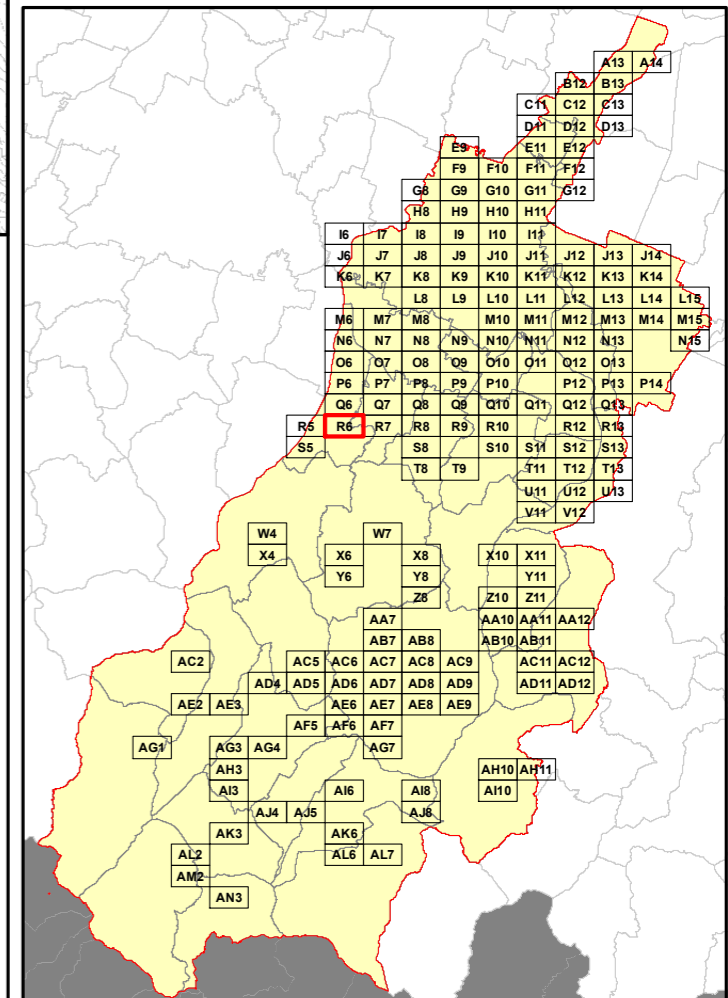 A13 A14
B12 B13
C11 C12 C13
D11 D12 D13
E9 E11 E12
F9 F10 F11 F12
G8 G9 G10 G11 G12
H8 H9 H10 H11
I6 I7 I8 I9 I10 I11
J6 J7 J8 J9 J10 J11 J12 J13 J14
K6 K7 K8 K9 K10 K11 K12 K13 K14
L8 L9 L10 L11 L12 L13 L14 L15
M6 M7 M8 M10 M11 M12 M13 M14 M15
N6 N7 N8 N9 N10 N11 N12 N13 N15
O6 O7 O8 O9 O10 O11 O12 O13
P6 P7 P8 P9 P10 P12 P13 P14
Q6 Q7 Q8 Q9 Q10 Q11 Q12 Q13
R5 R6 R7 R8 R9 R10 R12 R13
S5 S8 S10 S11 S12 S13
T8 T9 T11 T12 T13
U11 U12 U13
V11 V12
W4 W7
X4 X6 X8 X10 X11
Y6 Y8 Y11
Z8 Z10 Z11
AA7 AA10 AA11 AA12
AB7 AB8 AB10 AB11
AC2 AC5 AC6 AC7 AC8 AC9 AC11 AC12
AD4 AD5 AD6 AD7 AD8 AD9 AD11 AD12
AE2 AE3 AE6 AE7 AE8 AE9
AF5 AF6 AF7
AG1 AG3 AG4 AG7
AH3 AH10 AH11
AI3 AI6 AI8 AI10
AJ4 AJ5 AJ8
AK3 AK6
AL2 AL6 AL7
AM2
AN3